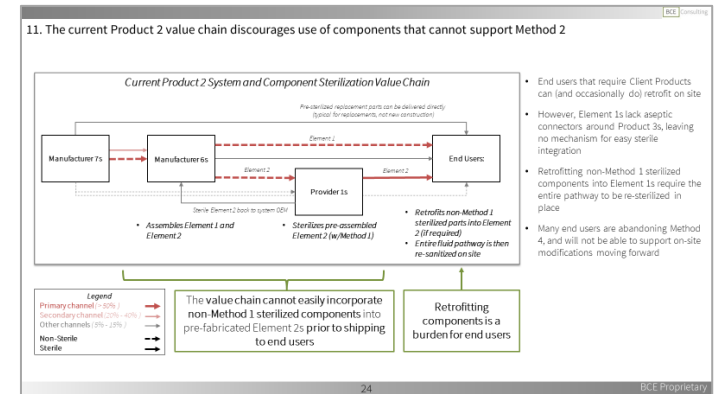 BCE Consulting
11. The current Product 2 value chain discourages use of components that cannot support Method 2
Current Product 2 System and Component Sterilization Value Chain
Pre-sterilized replacement parts can be delivered directly
(typical for replacements, not new construction)
Element 1
Manufacturer 7s
Manufacturer 6s
End Users:
Element 2
Element 2
Provider 1s
Sterile Element 2 back to system OEM
• Assembles Element 1 and
Element 2
• Sterilizes pre-assembled
Element 2 (w/Method 1)
• Retrofits non-Method 1
sterilized parts into Element
2 (if required)
• Entire fluid pathway is then
re-sanitized on site
• End users that require Client Products
can (and occasionally do) retrofit on site
• However, Element 1s lack aseptic
connectors around Product 3s, leaving
no mechanism for easy sterile
integration
• Retrofitting non-Method 1 sterilized
components into Element 1s require the
entire pathway to be re-sterilized in
place
• Many end users are abandoning Method
4, and will not be able to support on-site
modifications moving forward
Legend
Primary channel (>50%)
Secondary channel (20% - 40% )
Other channels (5% - 15% )
Non-Sterile
Sterile
The value chain cannot easily incorporate
non-Method 1 sterilized components into
pre-fabricated Element 2s prior to shipping
to end users
Retrofitting
components is a
burden for end users
24
BCE Proprietary